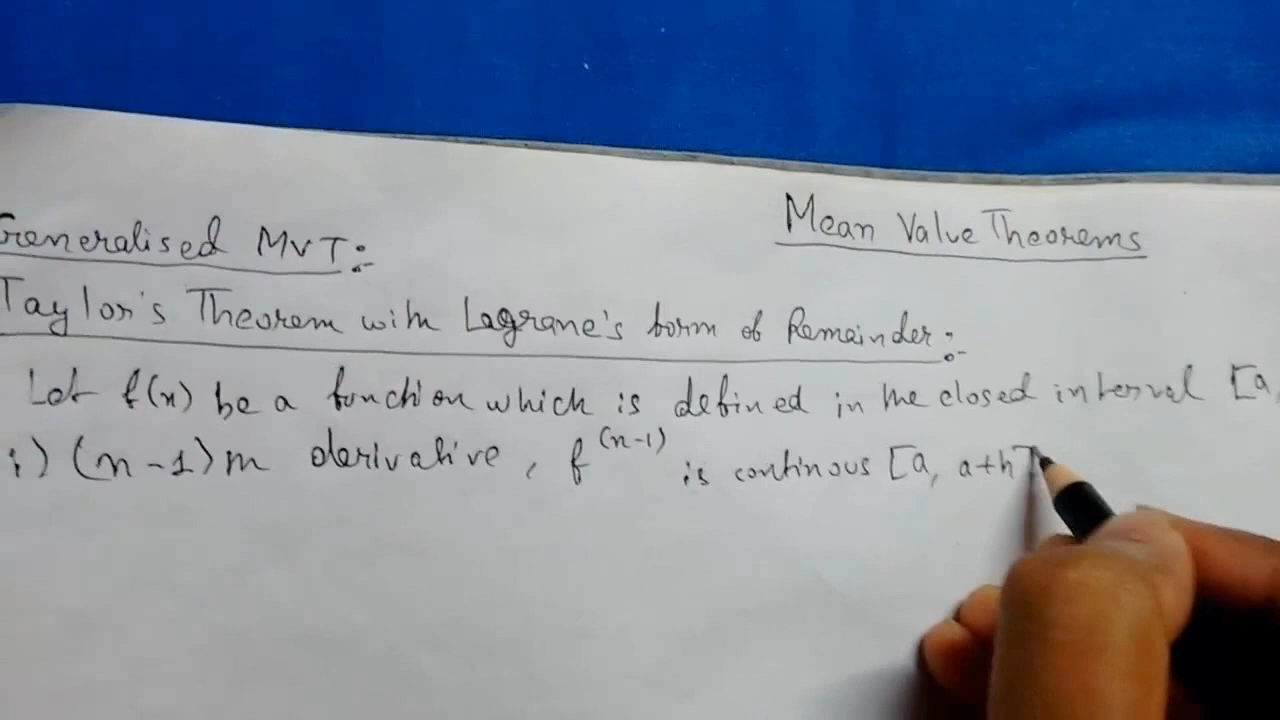 Mean Value Theorems
Generalised MVT:-
Taylor's Theorem with Lagrane's form of Remainder:-
Let f(x) be a function which is defined in the closed interval [a,
i) (n-1)th derivative, f^(n-1) is continous [a, a+h]